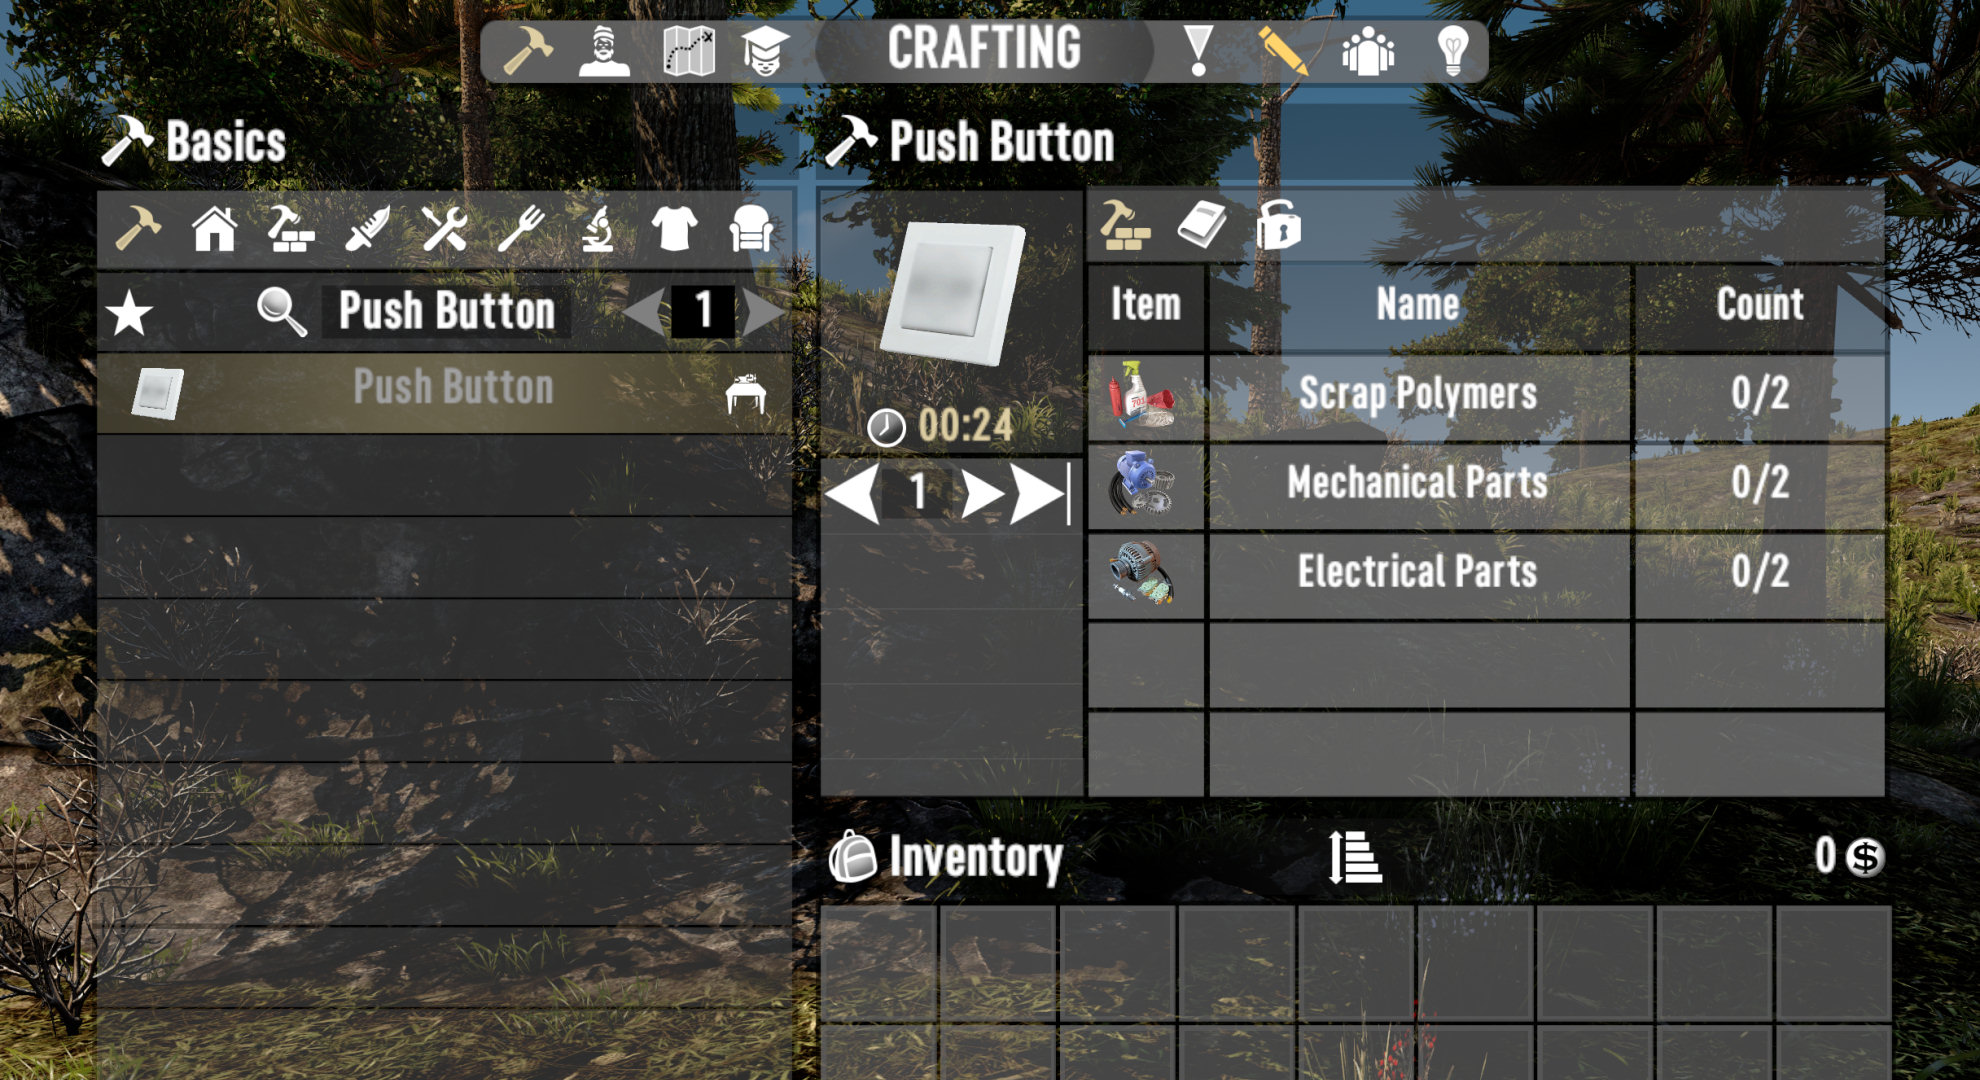 CRAFTING
Basics
Push Button
1
Push Button
Push Button
00:24
1
Item Name Count
Scrap Polymers 0/2
Mechanical Parts 0/2
Electrical Parts 0/2
Inventory
0